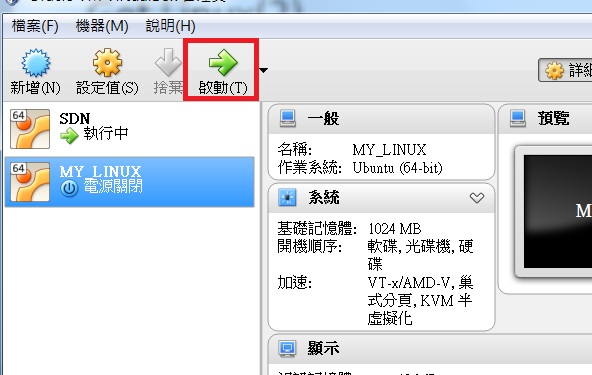 檔案(F) 機器(M) 說明(H)
新增(N) 設定值(S) 捨棄 啟動(T)
詳細
64 SDN
執行中
64 MY_LINUX
電源關閉
一般
名稱: MY_LINUX
作業系統: Ubuntu (64-bit)
系統
基礎記憶體: 1024 MB
開機順序: 軟碟, 光碟機, 硬
碟
加速: VT-x/AMD-V, 巢
式分頁, KVM 半
虛擬化
顯示
預覽
M